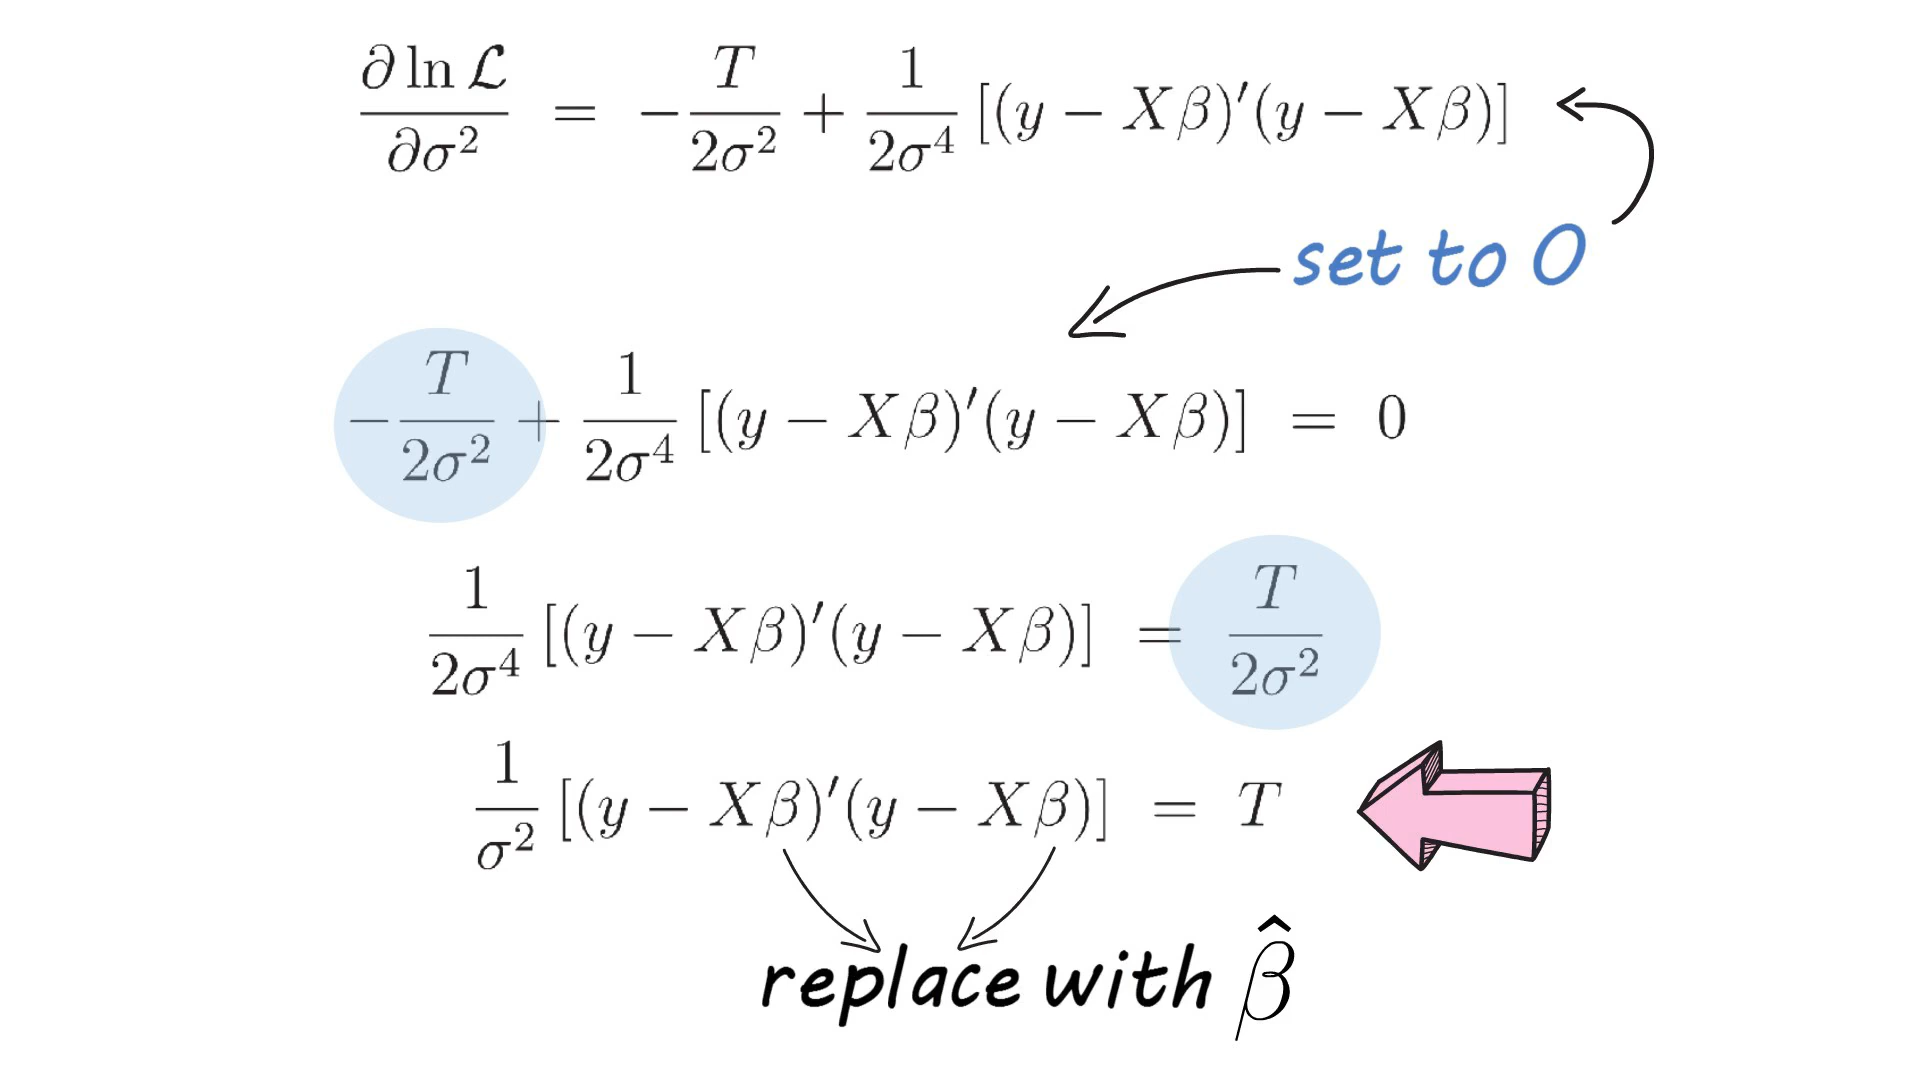 ∂ ln ℒ / ∂σ² = −T/2σ² + 1/2σ⁴ [(y − Xβ)′(y − Xβ)]
set to 0
−T/2σ² + 1/2σ⁴ [(y − Xβ)′(y − Xβ)] = 0
1/2σ⁴ [(y − Xβ)′(y − Xβ)] = T/2σ²
1/σ² [(y − Xβ)′(y − Xβ)] = T
replace with β̂